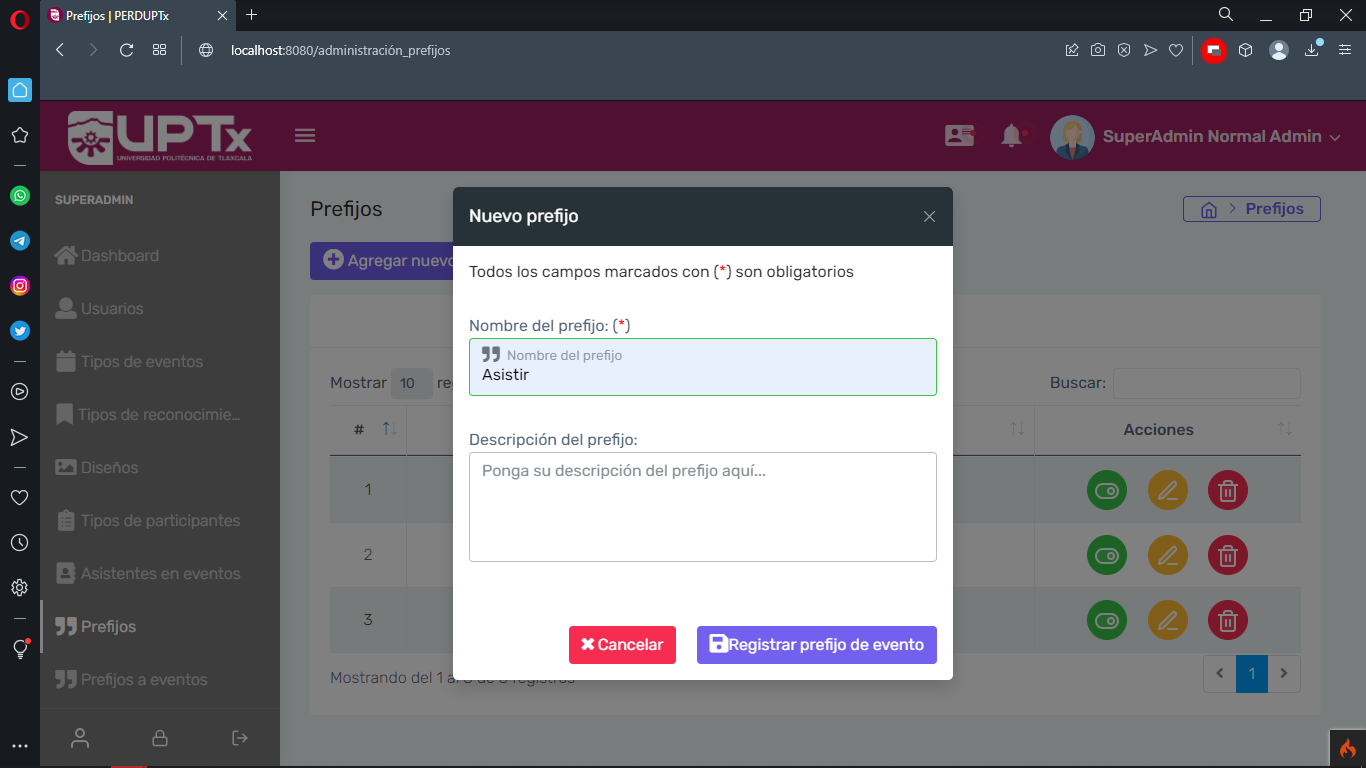 Prefijos | PERDUPTx
localhost:8080/administración_prefijos
UPTx
UNIVERSIDAD POLITÉCNICA DE TLAXCALA
SuperAdmin Normal Admin
SUPERADMIN
Dashboard
Usuarios
Tipos de eventos
Tipos de reconocimie...
Diseños
Tipos de participantes
Asistentes en eventos
Prefijos
Prefijos a eventos
Prefijos
> Prefijos
Agregar nuevo
Nuevo prefijo
Todos los campos marcados con (*) son obligatorios
Nombre del prefijo: (*)
Nombre del prefijo
Asistir
Descripción del prefijo:
Ponga su descripción del prefijo aquí...
Cancelar
Registrar prefijo de evento
Mostrar 10 re
Buscar:
# Acciones
1
2
3
Mostrando del 1 a
registros
1